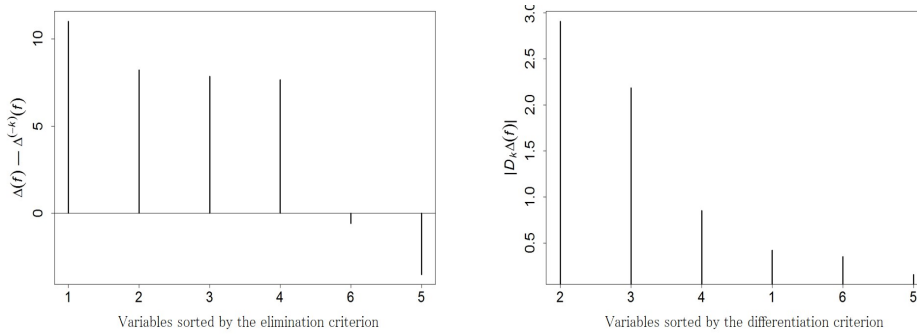 Δ(f) — Δ^(−k)(f)
10
5
0
1 2 3 4 6 5
Variables sorted by the elimination criterion
|D_kΔ(f)|
3.0
2.5
2.0
1.5
1.0
0.5
2 3 4 1 6 5
Variables sorted by the differentiation criterion